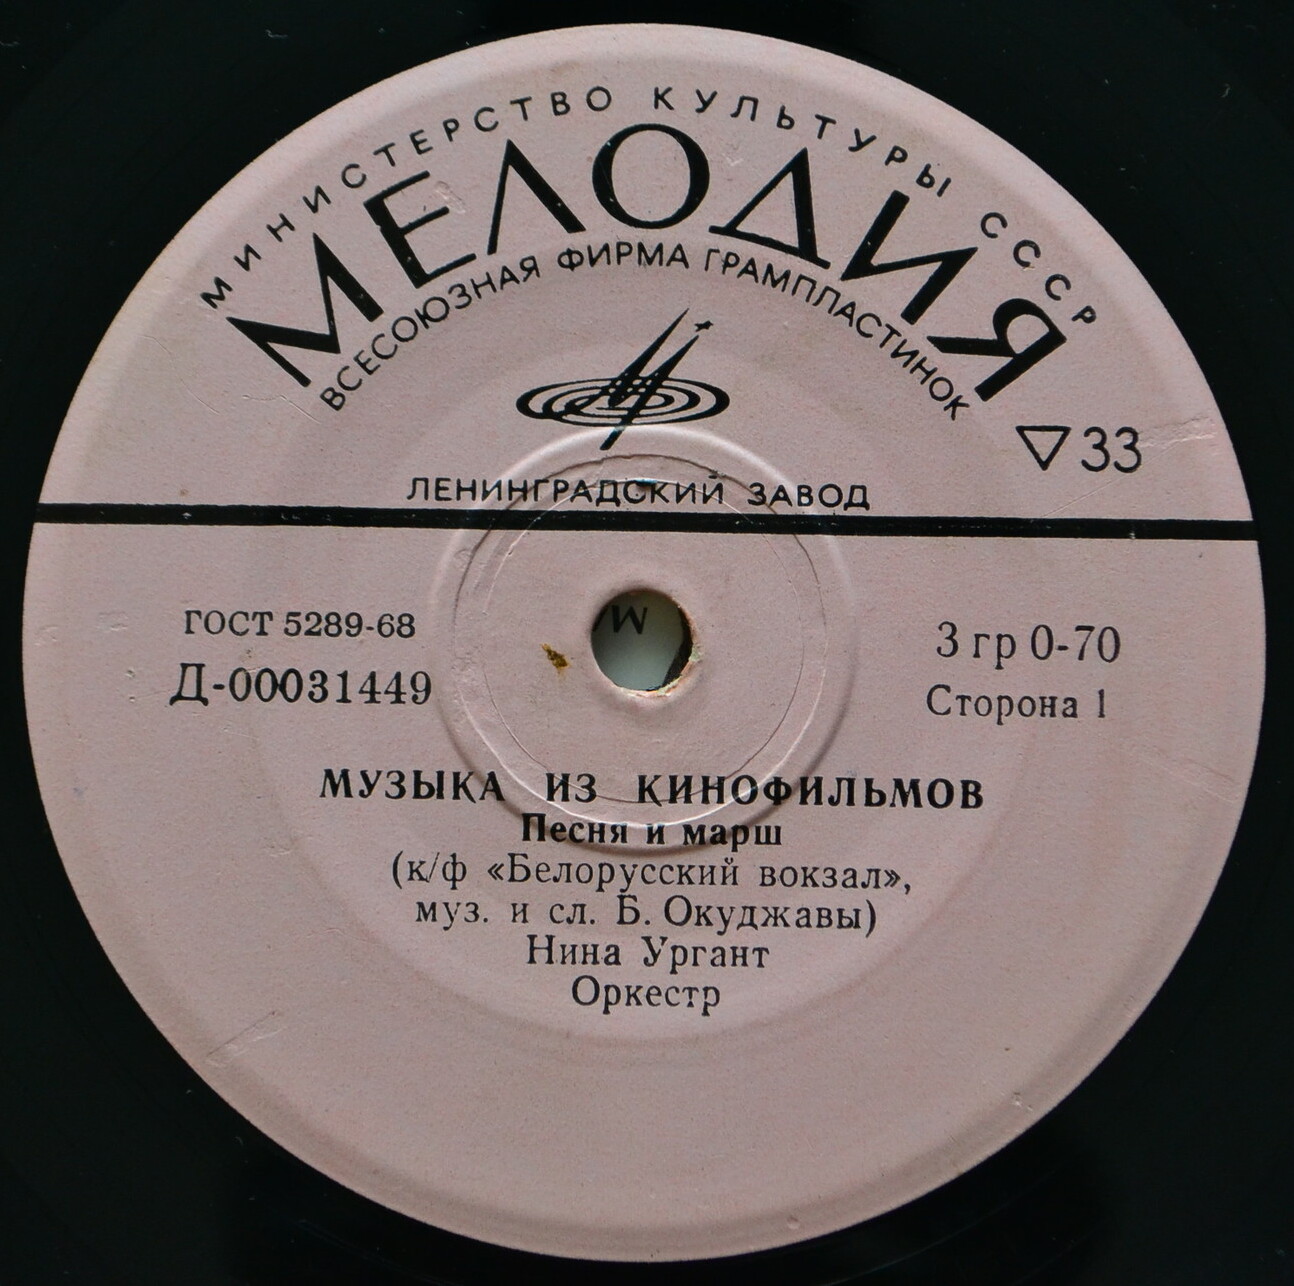 МИНИСТЕРСТВО КУЛЬТУРЫ СССР
МЕЛОДИЯ
ВСЕСОЮЗНАЯ ФИРМА ГРАМПЛАСТИНОК
33
ЛЕНИНГРАДСКИЙ ЗАВОД
ГОСТ 5289-68
Д-00031449
3 гр 0-70
Сторона 1
МУЗЫКА ИЗ КИНОФИЛЬМОВ
Песня и марш
(к/ф «Белорусский вокзал»,
муз. и сл. Б. Окуджавы)
Нина Ургант
Оркестр